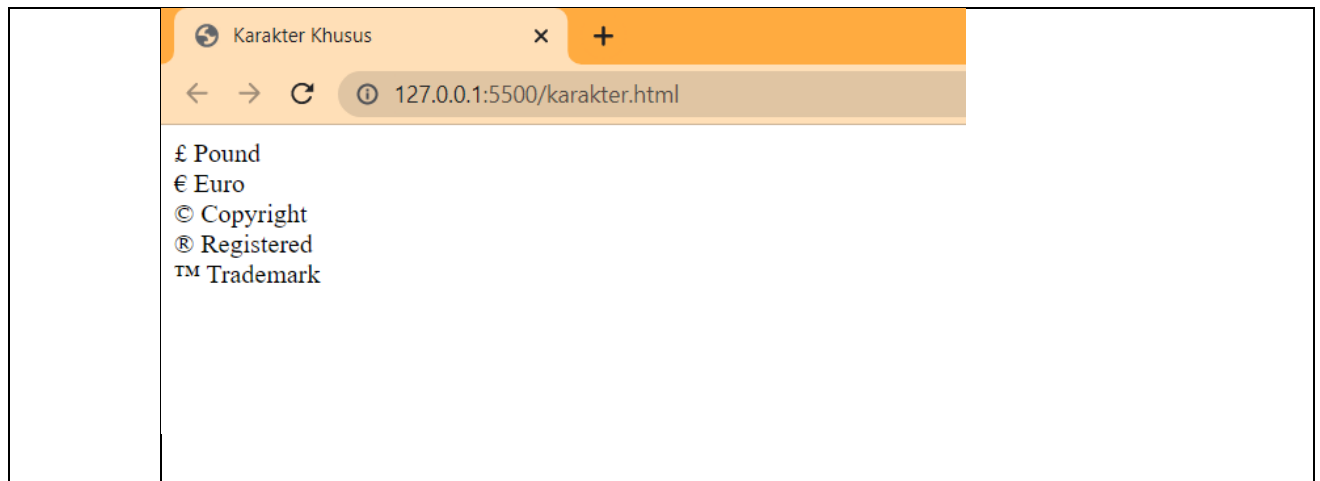 Karakter Khusus
127.0.0.1:5500/karakter.html
£ Pound
€ Euro
© Copyright
® Registered
™ Trademark